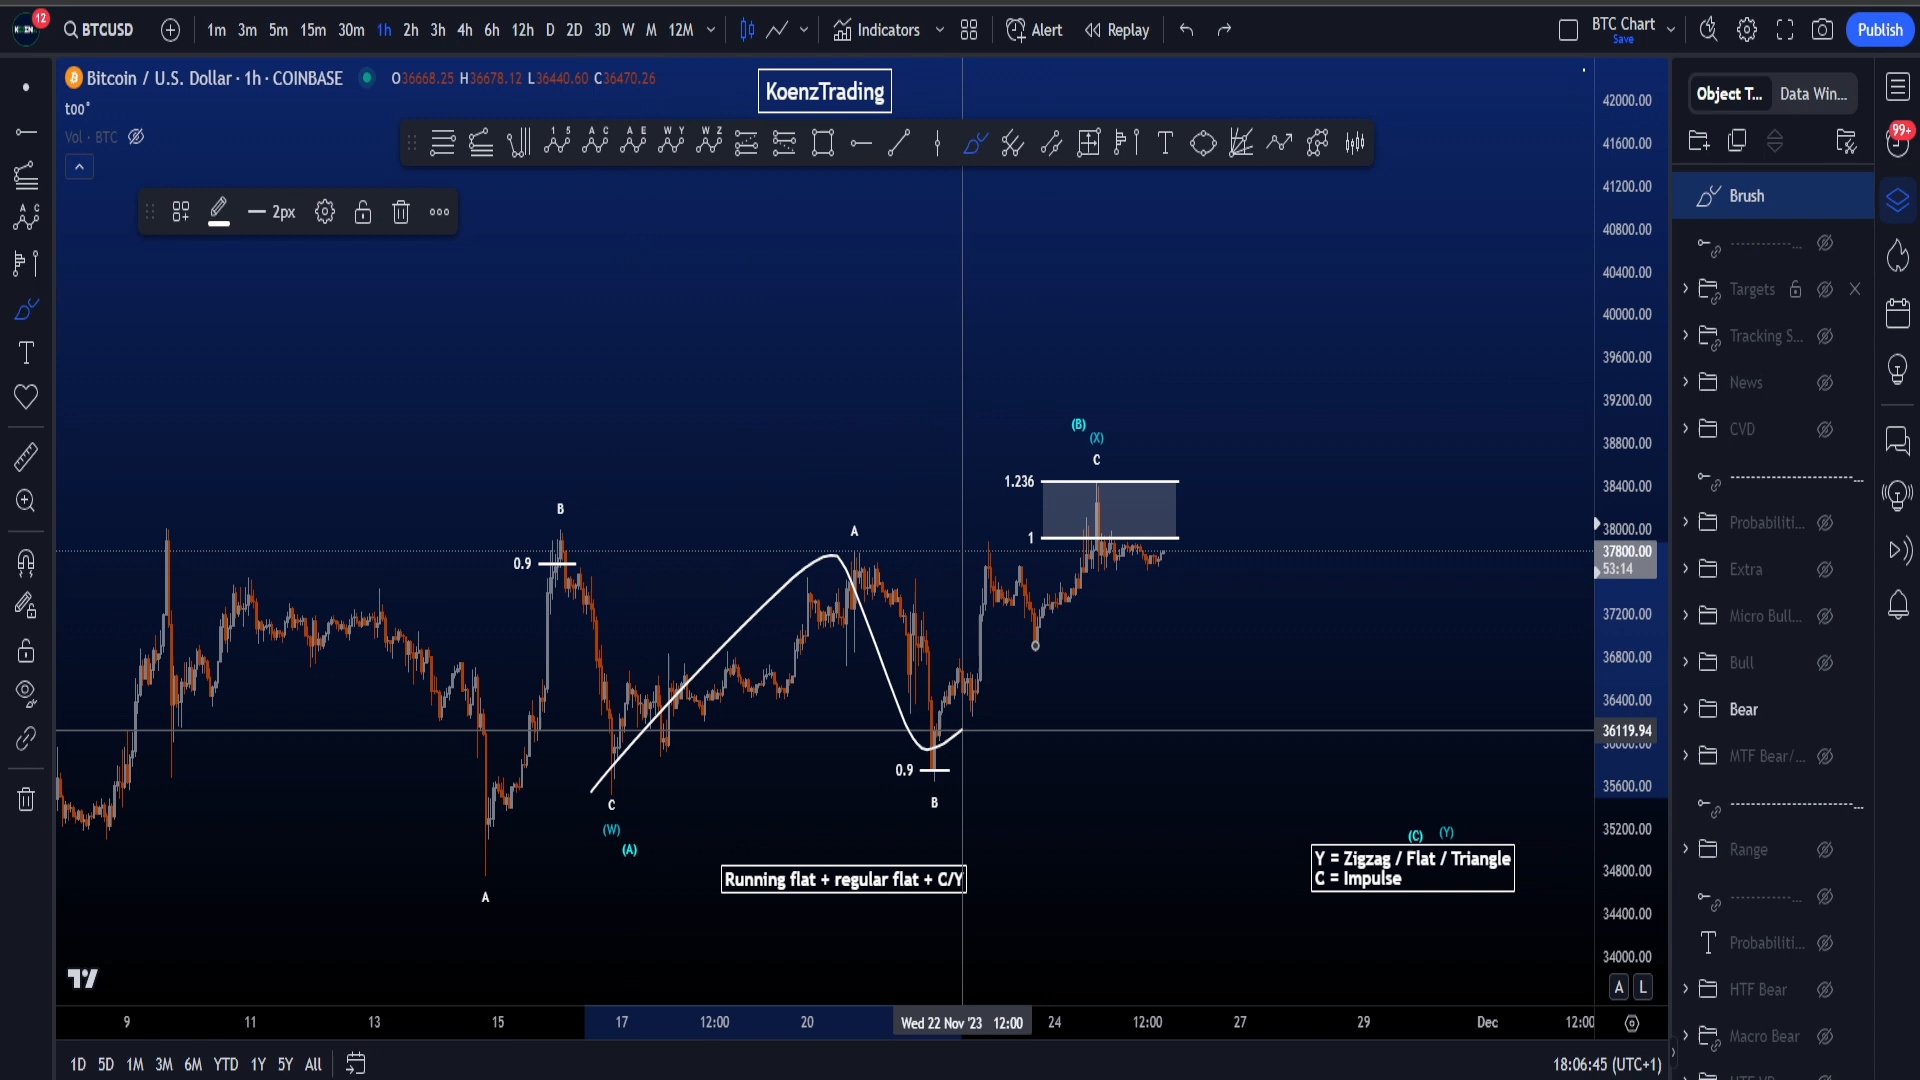 12
KOEN
BTCUSD
1m 3m 5m 15m 30m 1h 2h 3h 4h 6h 12h D 2D 3D W M 12M
Indicators
Alert
Replay
BTC Chart
Save
Publish
Bitcoin / U.S. Dollar · 1h · COINBASE
O36668.25 H36678.12 L36440.60 C36470.26
too*
Vol · BTC
KoenzTrading
1 5
A C
A E
W Y
W Z
2px
Object T...
Data Win...
99+
Brush
Targets
Tracking S...
News
CVD
Probabiliti...
Extra
Micro Bull...
Bull
Bear
MTF Bear/...
Range
Probabiliti...
HTF Bear
Macro Bear
42000.00
41600.00
41200.00
40800.00
40400.00
40000.00
39600.00
39200.00
38800.00
38400.00
38000.00
37800.00
53:14
37200.00
36800.00
36400.00
36119.94
36000.00
35600.00
35200.00
34800.00
34400.00
34000.00
A L
(B)
(X)
C
1.236
1
B
0.9
A
C
(W)
(A)
A
0.9
B
Running flat + regular flat + C/Y
(C) (Y)
Y = Zigzag / Flat / Triangle
C = Impulse
9 11 13 15 17 12:00 20 Wed 22 Nov '23 12:00 24 12:00 27 29 Dec 12:00
1D 5D 1M 3M 6M YTD 1Y 5Y All
18:06:45 (UTC+1)